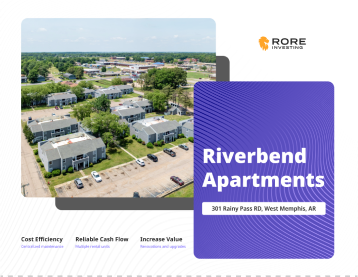 RORE
INVESTING
Riverbend
Apartments
301 Rainy Pass RD, West Memphis, AR
Cost Efficiency
Reliable Cash Flow
Increase Value
Centralized maintenance
Multiple rental units
Renovations and upgrades